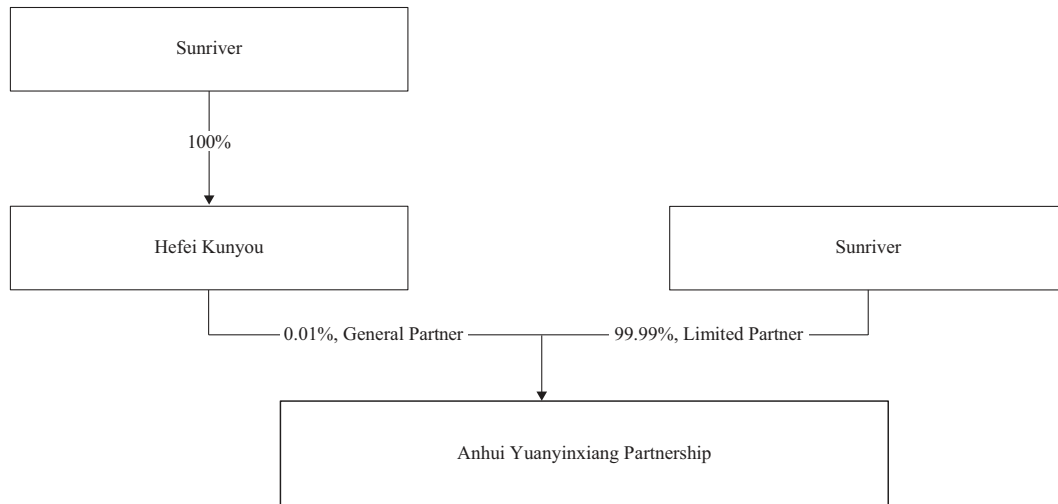 Sunriver
100%
Hefei Kunyou
Sunriver
0.01%, General Partner
99.99%, Limited Partner
Anhui Yuanyinxiang Partnership